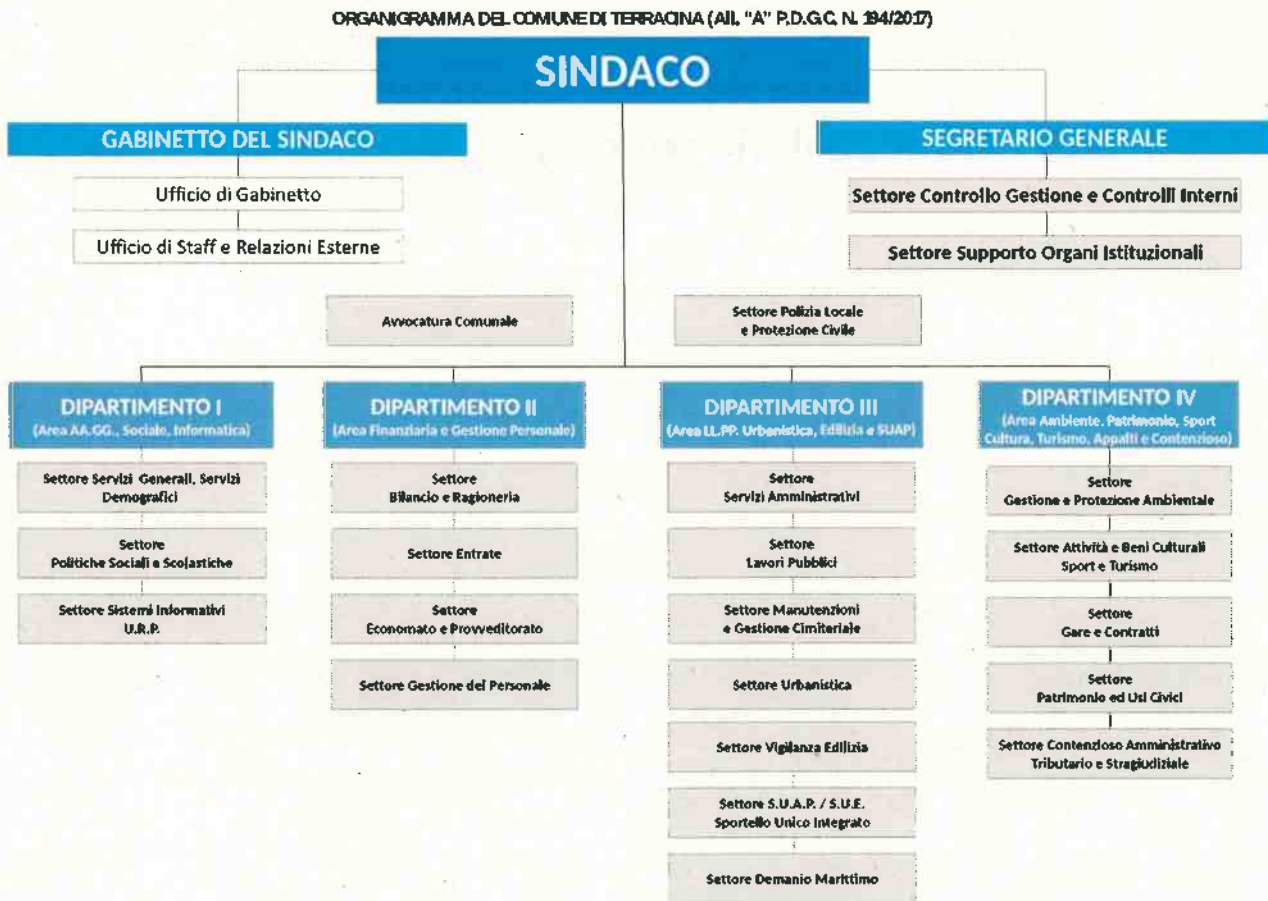 ORGANIGRAMMA DEL COMUNE DI TERRACINA (All. "A" P.D.G.C. N. 194/2017)
SINDACO
GABINETTO DEL SINDACO
SEGRETARIO GENERALE
Ufficio di Gabinetto
Ufficio di Staff e Relazioni Esterne
Settore Controllo Gestione e Controlli Interni
Settore Supporto Organi Istituzionali
Avvocatura Comunale
Settore Polizia Locale
e Protezione Civile
DIPARTIMENTO I
(Area AA.GG., Sociale, Informatica)
Settore Servizi Generali, Servizi
Demografici
Settore
Politiche Sociali e Scolastiche
Settore Sistemi Informativi
U.R.P.
DIPARTIMENTO II
(Area Finanziaria e Gestione Personale)
Settore
Bilancio e Ragioneria
Settore Entrate
Settore
Economato e Provveditorato
Settore Gestione del Personale
DIPARTIMENTO III
(Area LL.PP. Urbanistica, Edilizia e SUAP)
Settore
Servizi Amministrativi
Settore
Lavori Pubblici
Settore Manutenzioni
e Gestione Cimiteriale
Settore Urbanistica
Settore Vigilanza Edilizia
Settore S.U.A.P. / S.U.E.
Sportello Unico Integrato
Settore Demanio Marittimo
DIPARTIMENTO IV
(Area Ambiente, Patrimonio, Sport
Cultura, Turismo, Appalti e Contenzioso)
Settore
Gestione e Protezione Ambientale
Settore Attività e Beni Culturali
Sport e Turismo
Settore
Gare e Contratti
Settore
Patrimonio ed Usi Civici
Settore Contenzioso Amministrativo
Tributario e Stragiudiziale